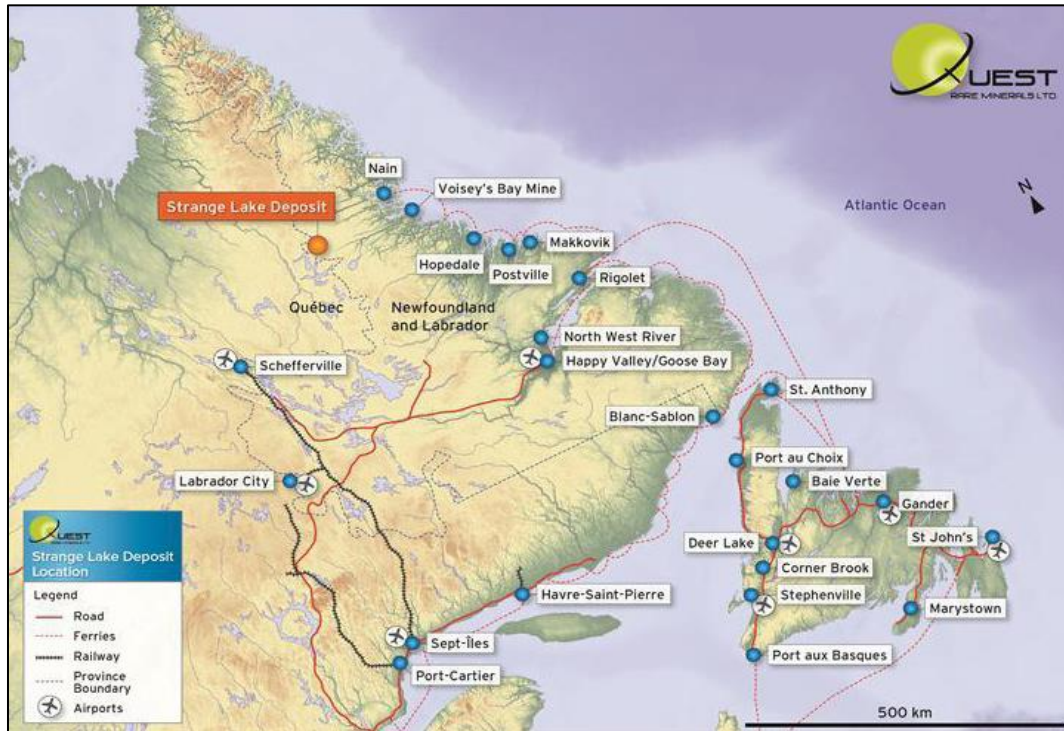 QUEST
RARE MINERALS LTD.
N
Atlantic Ocean
Nain
Voisey's Bay Mine
Strange Lake Deposit
Makkovik
Hopedale
Postville
Rigolet
Québec
Newfoundland
and Labrador
North West River
Happy Valley/Goose Bay
Schefferville
St. Anthony
Blanc-Sablon
Port au Choix
Baie Verte
Labrador City
Gander
St John's
Deer Lake
Corner Brook
Stephenville
Havre-Saint-Pierre
Marystown
Sept-Îles
Port aux Basques
Port-Cartier
500 km
QUEST
Strange Lake Deposit
Location
Legend
Road
Ferries
Railway
Province
Boundary
Airports